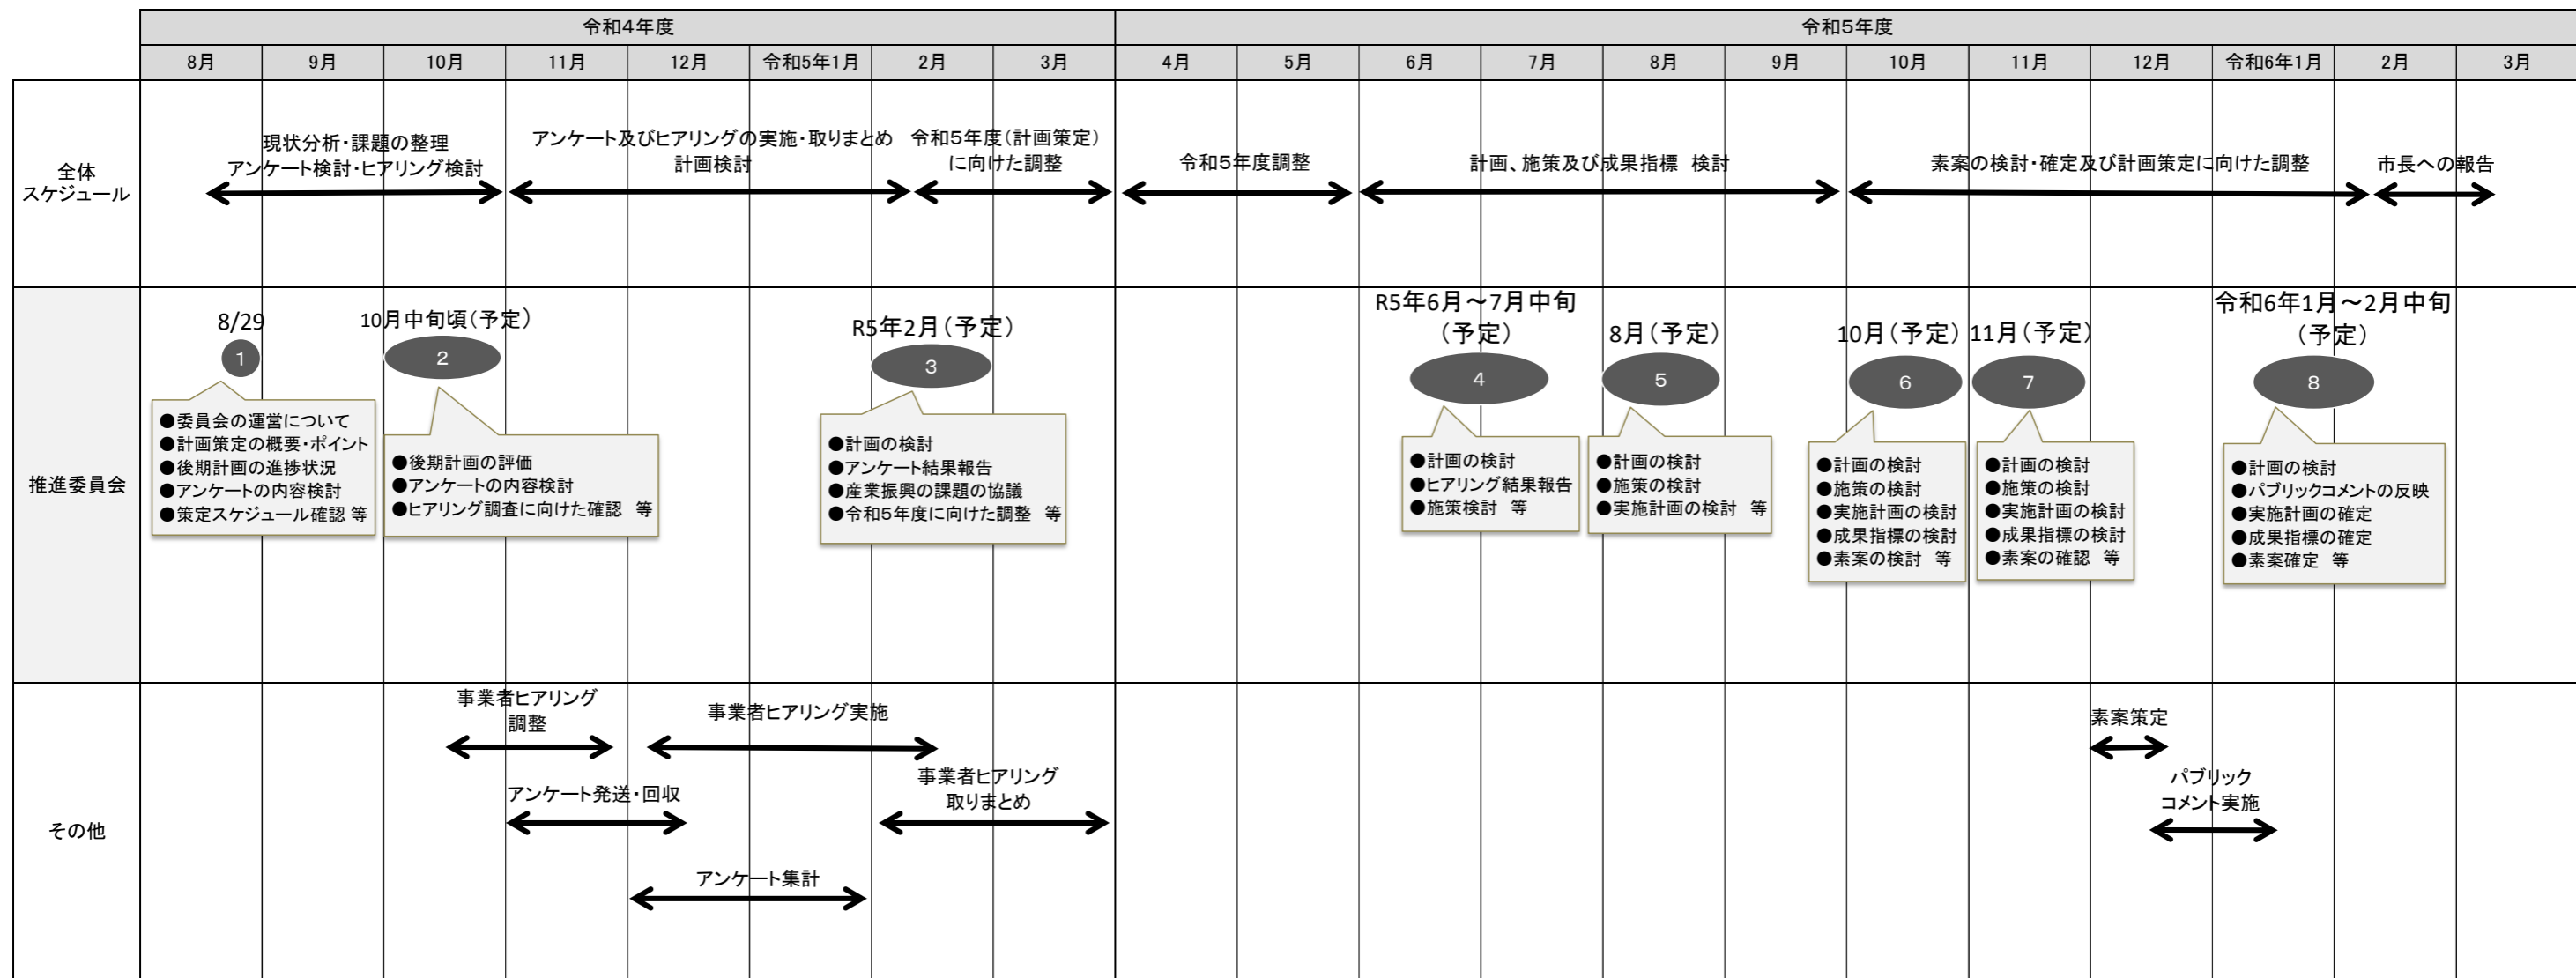 令和4年度
令和5年度
8月
9月
10月
11月
12月
令和5年1月
2月
3月
4月
5月
6月
7月
8月
9月
10月
11月
12月
令和6年1月
2月
3月
全体
スケジュール
現状分析・課題の整理
アンケート検討・ヒアリング検討
アンケート及びヒアリングの実施・取りまとめ
計画検討
令和5年度(計画策定)
に向けた調整
令和5年度調整
計画、施策及び成果指標 検討
素案の検討・確定及び計画策定に向けた調整
市長への報告
推進委員会
8/29
1
●委員会の運営について
●計画策定の概要・ポイント
●後期計画の進捗状況
●アンケートの内容検討
●策定スケジュール確認 等
10月中旬頃(予定)
2
●後期計画の評価
●アンケートの内容検討
●ヒアリング調査に向けた確認 等
R5年2月(予定)
3
●計画の検討
●アンケート結果報告
●産業振興の課題の協議
●令和5年度に向けた調整 等
R5年6月~7月中旬
(予定)
4
●計画の検討
●ヒアリング結果報告
●施策検討 等
8月(予定)
5
●計画の検討
●施策の検討
●実施計画の検討 等
10月(予定)
6
●計画の検討
●施策の検討
●実施計画の検討
●成果指標の検討
●素案の検討 等
11月(予定)
7
●計画の検討
●施策の検討
●実施計画の検討
●成果指標の検討
●素案の確認 等
令和6年1月~2月中旬
(予定)
8
●計画の検討
●パブリックコメントの反映
●実施計画の確定
●成果指標の確定
●素案確定 等
その他
事業者ヒアリング
調整
事業者ヒアリング実施
アンケート発送・回収
事業者ヒアリング
取りまとめ
アンケート集計
素案策定
パブリック
コメント実施